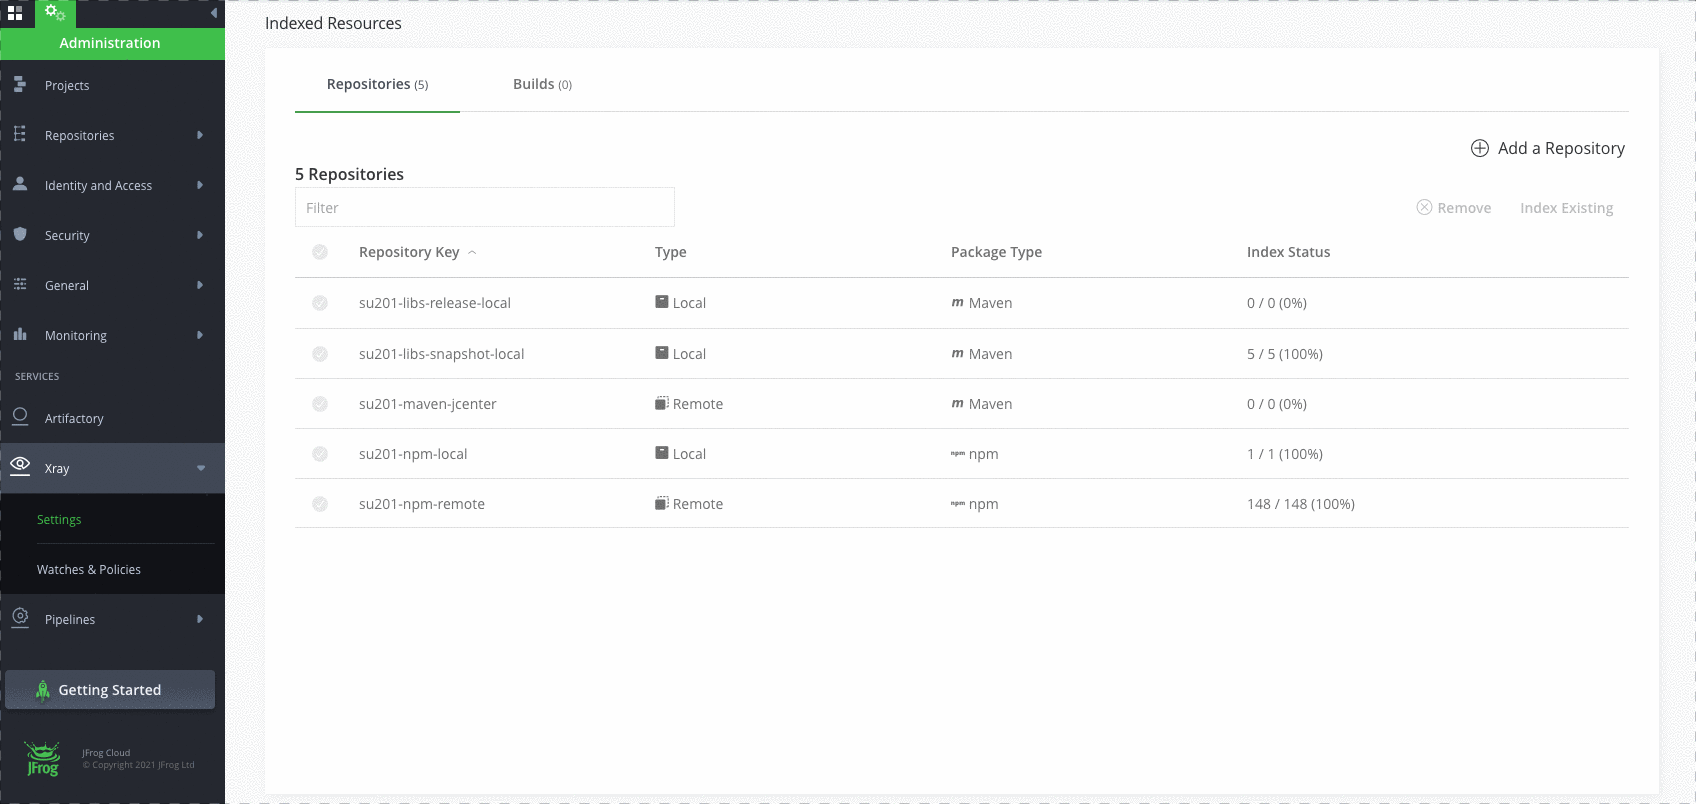 Administration
Projects
Repositories
Identity and Access
Security
General
Monitoring
SERVICES
Artifactory
Xray
Settings
Watches & Policies
Pipelines
Getting Started
JFrog
JFrog Cloud
© Copyright 2021 JFrog Ltd
Indexed Resources
Repositories (5) Builds (0)
Add a Repository
5 Repositories
Filter
Remove Index Existing
Repository Key Type Package Type Index Status
su201-libs-release-local Local m Maven 0 / 0 (0%)
su201-libs-snapshot-local Local m Maven 5 / 5 (100%)
su201-maven-jcenter Remote m Maven 0 / 0 (0%)
su201-npm-local Local npm npm 1 / 1 (100%)
su201-npm-remote Remote npm npm 148 / 148 (100%)